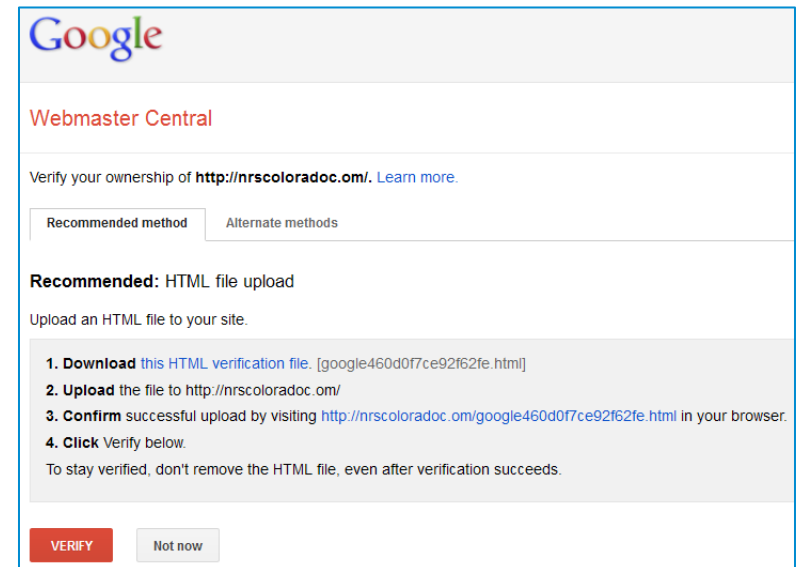 Google
Webmaster Central
Verify your ownership of http://nrscoloradoc.om/. Learn more.
Recommended method Alternate methods
Recommended: HTML file upload
Upload an HTML file to your site.
1. Download this HTML verification file. [google460d0f7ce92f62fe.html]
2. Upload the file to http://nrscoloradoc.om/
3. Confirm successful upload by visiting http://nrscoloradoc.om/google460d0f7ce92f62fe.html in your browser.
4. Click Verify below.
To stay verified, don't remove the HTML file, even after verification succeeds.
VERIFY Not now